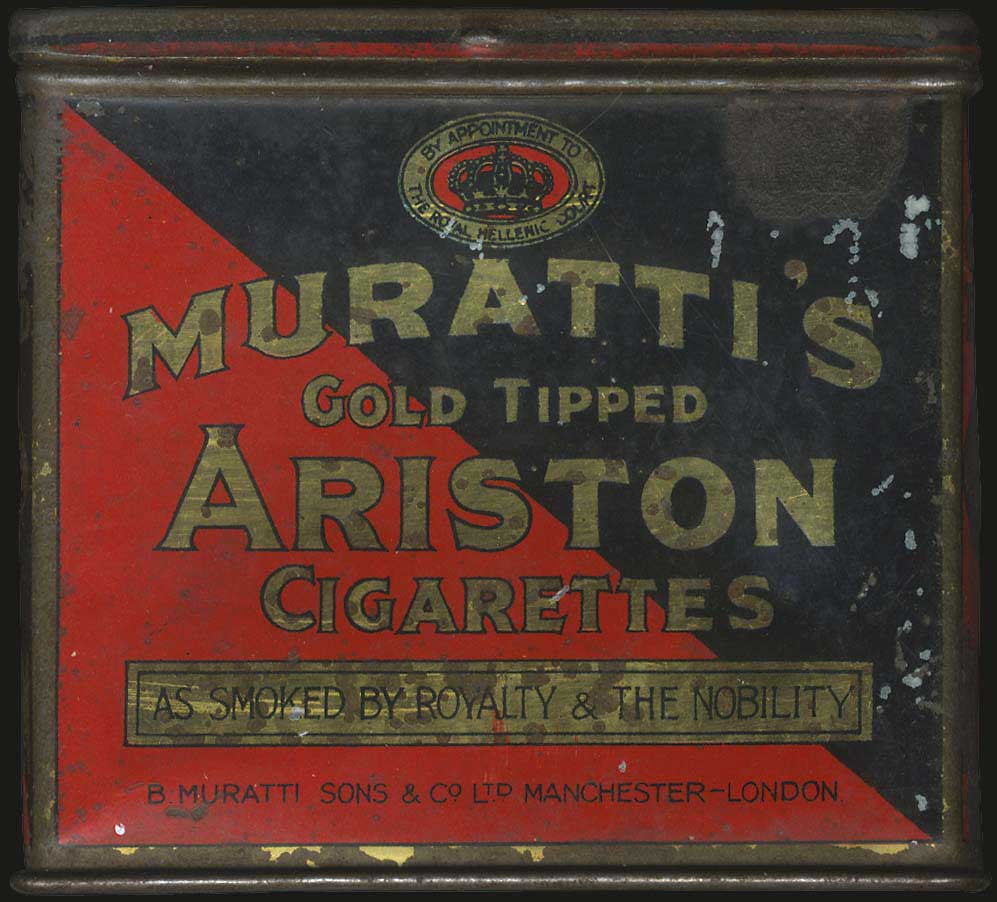 BY APPOINTMENT TO
THE ROYAL HELLENIC COURT
MURATTI'S
GOLD TIPPED
ARISTON
CIGARETTES
AS SMOKED BY ROYALTY & THE NOBILITY
B. MURATTI SONS & Co LTD MANCHESTER-LONDON.